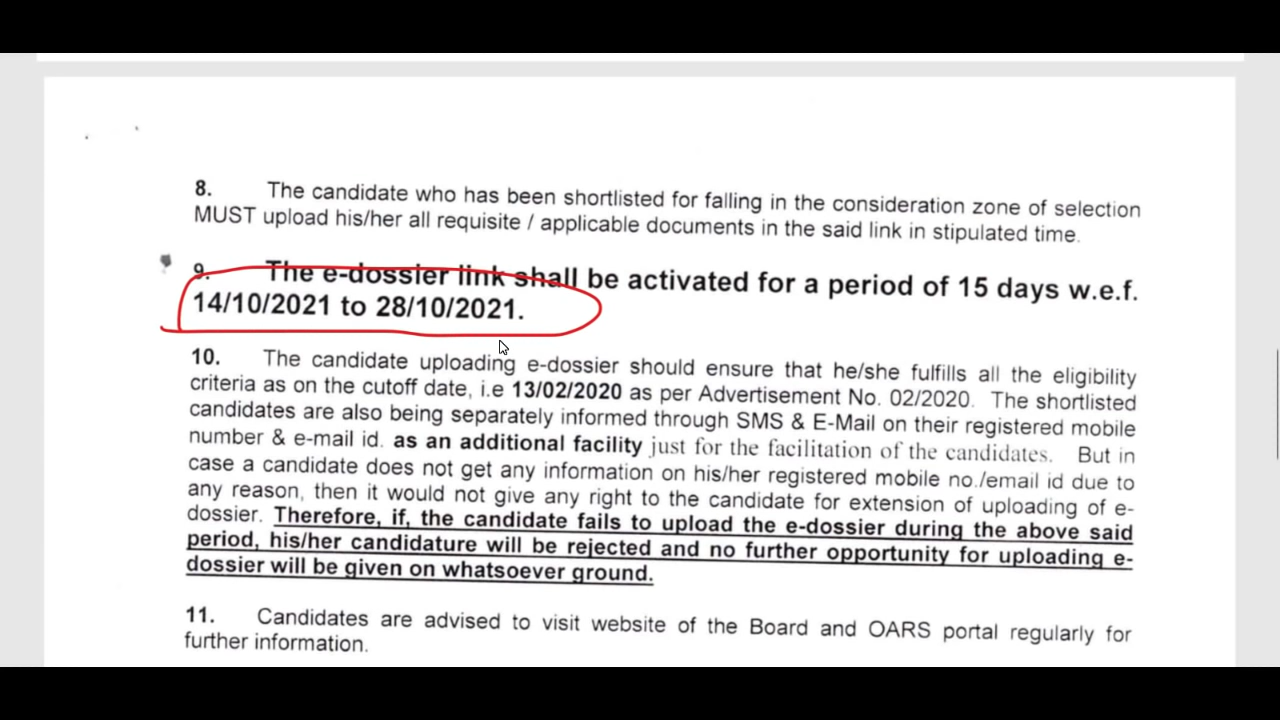 8. The candidate who has been shortlisted for falling in the consideration zone of selection
MUST upload his/her all requisite / applicable documents in the said link in stipulated time.
9. The e-dossier link shall be activated for a period of 15 days w.e.f.
14/10/2021 to 28/10/2021.
10. The candidate uploading e-dossier should ensure that he/she fulfills all the eligibility
criteria as on the cutoff date, i.e 13/02/2020 as per Advertisement No. 02/2020. The shortlisted
candidates are also being separately informed through SMS & E-Mail on their registered mobile
number & e-mail id. as an additional facility just for the facilitation of the candidates. But in
case a candidate does not get any information on his/her registered mobile no./email id due to
any reason, then it would not give any right to the candidate for extension of uploading of e-
dossier. Therefore, if, the candidate fails to upload the e-dossier during the above said
period, his/her candidature will be rejected and no further opportunity for uploading e-
dossier will be given on whatsoever ground.
11. Candidates are advised to visit website of the Board and OARS portal regularly for
further information.